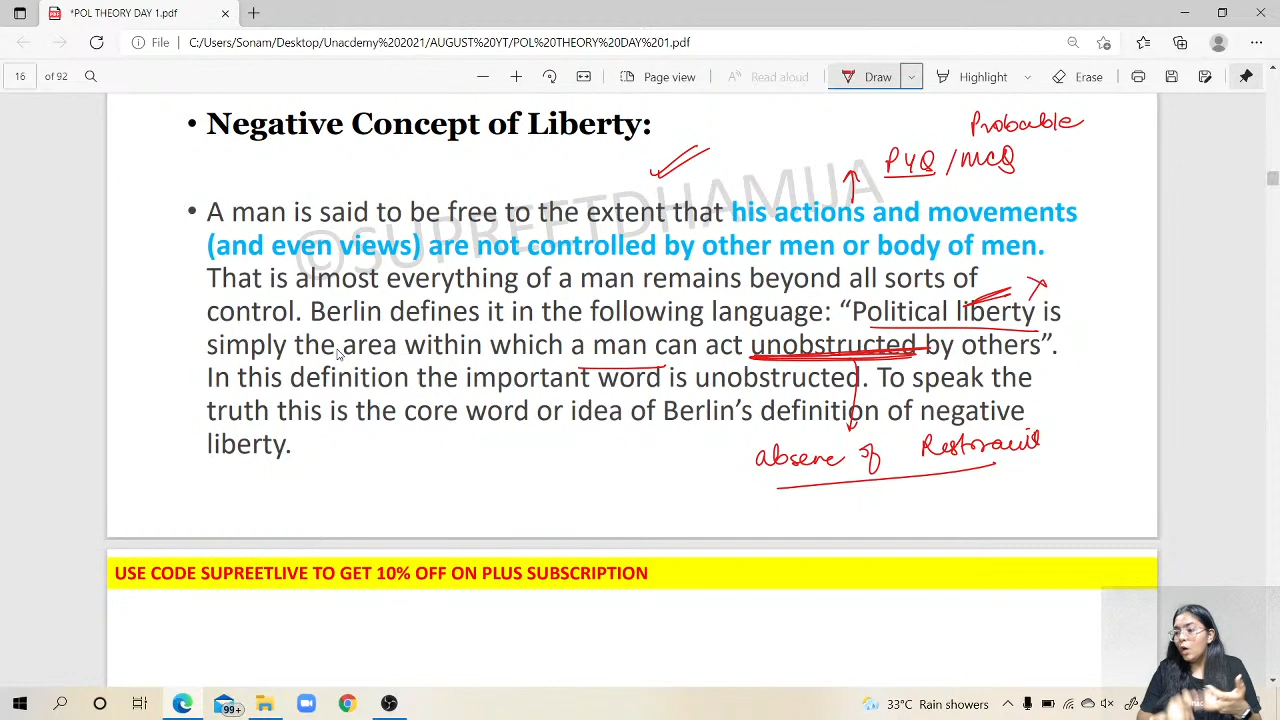 *POL THEORY DAY 1.pdf
File C:/Users/Sonam/Desktop/Unacdemy%202021/AUGUST%20YT/POL%20THEORY%20DAY%201.pdf
16 of 92 Page view Read aloud Draw Highlight Erase
• Negative Concept of Liberty:
Probable
PYQ / MCQ
©SUPREETDHAMIJA
• A man is said to be free to the extent that his actions and movements
(and even views) are not controlled by other men or body of men.
That is almost everything of a man remains beyond all sorts of
control. Berlin defines it in the following language: “Political liberty is
simply the area within which a man can act unobstructed by others”.
In this definition the important word is unobstructed. To speak the
truth this is the core word or idea of Berlin’s definition of negative
liberty.
absene of
USE CODE SUPREETLIVE TO GET 10% OFF ON PLUS SUBSCRIPTION
99+ 33°C Rain showers